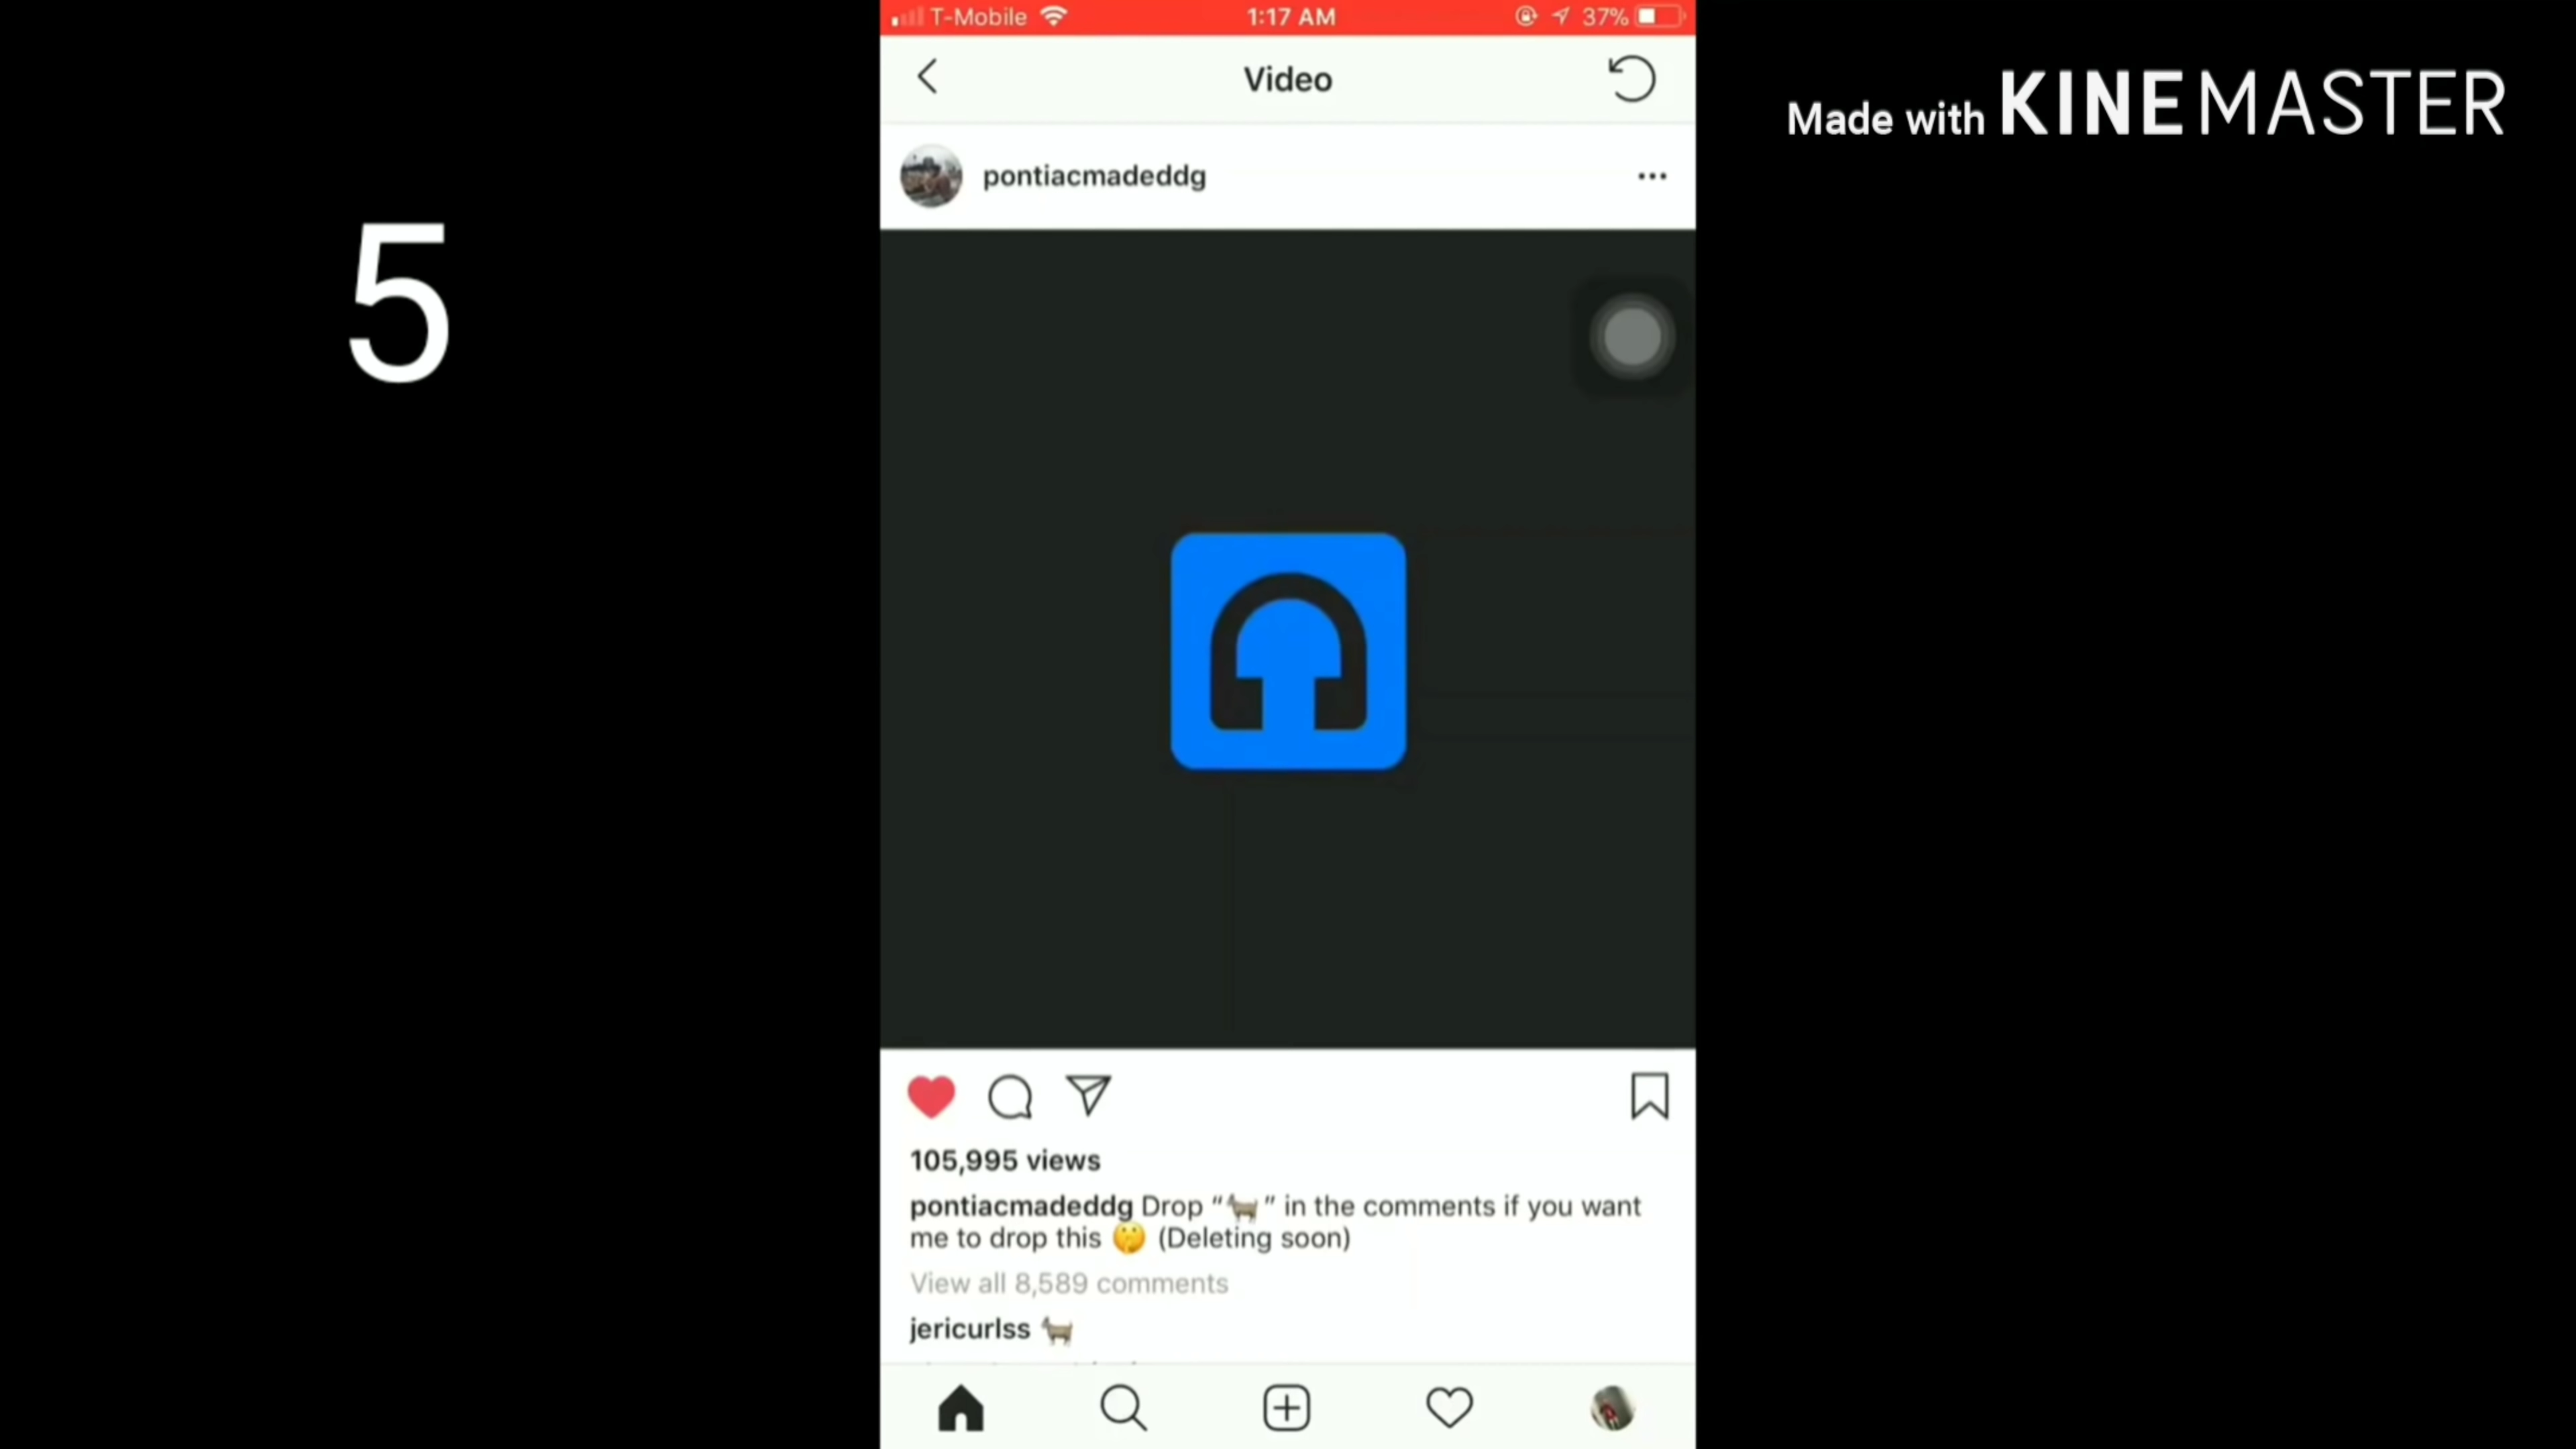 T-Mobile 1:17 AM 37%
Video
Made with KINEMASTER
pontiacmadeddg
5
105,995 views
pontiacmadeddg Drop “🐐” in the comments if you want
me to drop this 🤫 (Deleting soon)
View all 8,589 comments
jericurlss 🐐